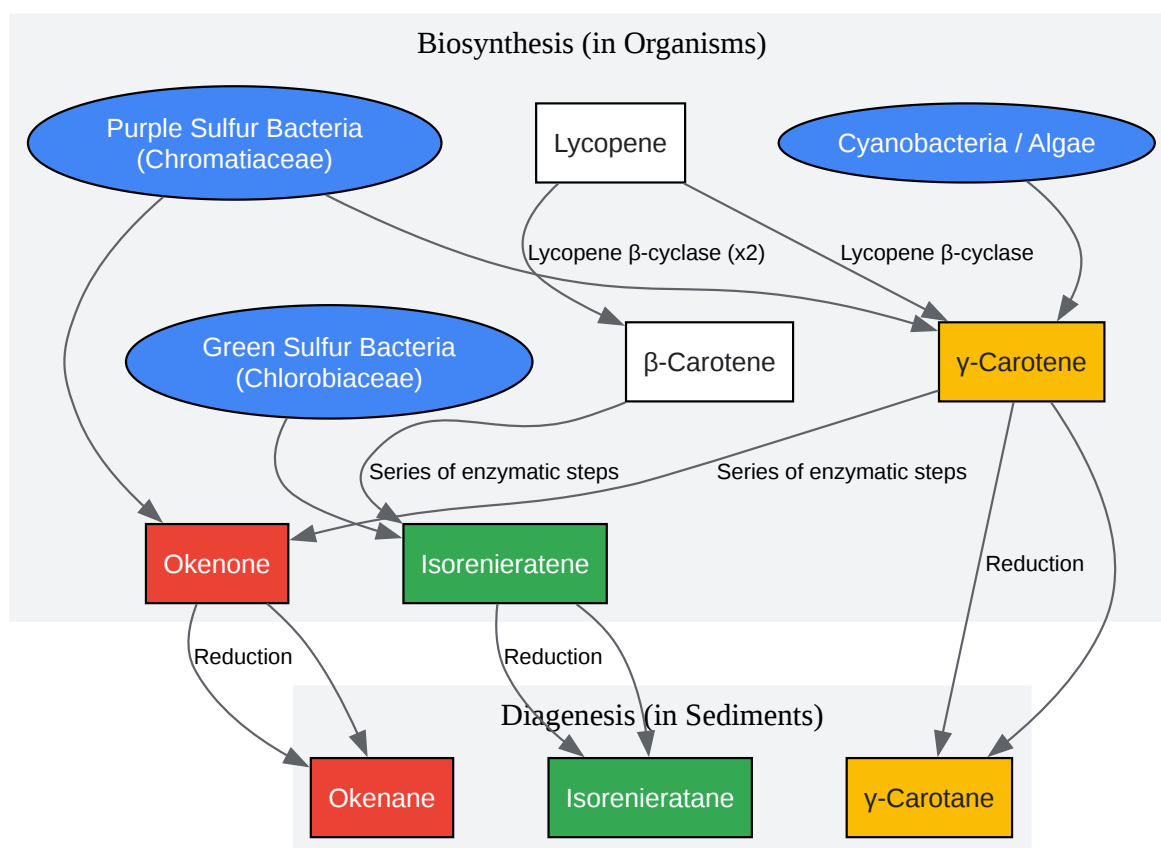 Biosynthesis (in Organisms)
Purple Sulfur Bacteria
(Chromatiaceae)
Lycopene
Cyanobacteria / Algae
Lycopene β-cyclase (x2)
Lycopene β-cyclase
Green Sulfur Bacteria
(Chlorobiaceae)
β-Carotene
γ-Carotene
Series of enzymatic steps
Series of enzymatic steps
Okenone
Isorenieratene
Reduction
Reduction
Reduction
Diagenesis (in Sediments)
Okenane
Isorenieratane
γ-Carotane